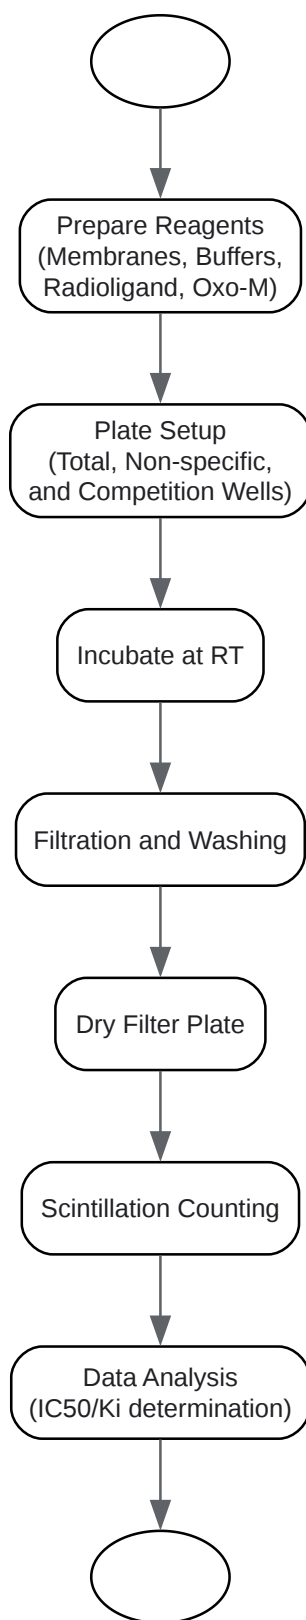 Prepare Reagents
(Membranes, Buffers,
Radioligand, Oxo-M)
Plate Setup
(Total, Non-specific,
and Competition Wells)
Incubate at RT
Filtration and Washing
Dry Filter Plate
Scintillation Counting
Data Analysis
(IC50/Ki determination)